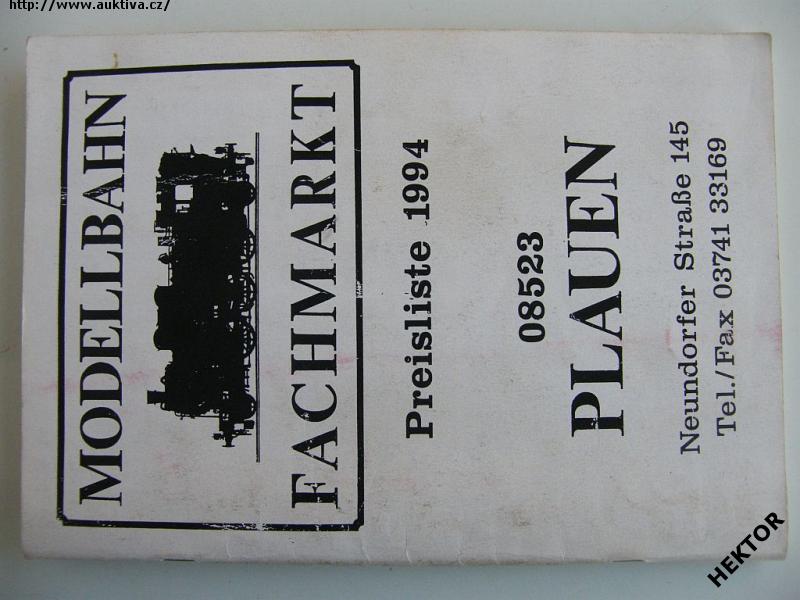 http://www.auktiva.cz/
MODELLBAHN
FACHMARKT
Preisliste 1994
08523
PLAUEN
Neundorfer Straße 145
Tel./Fax 03741 33169
HEKTOR